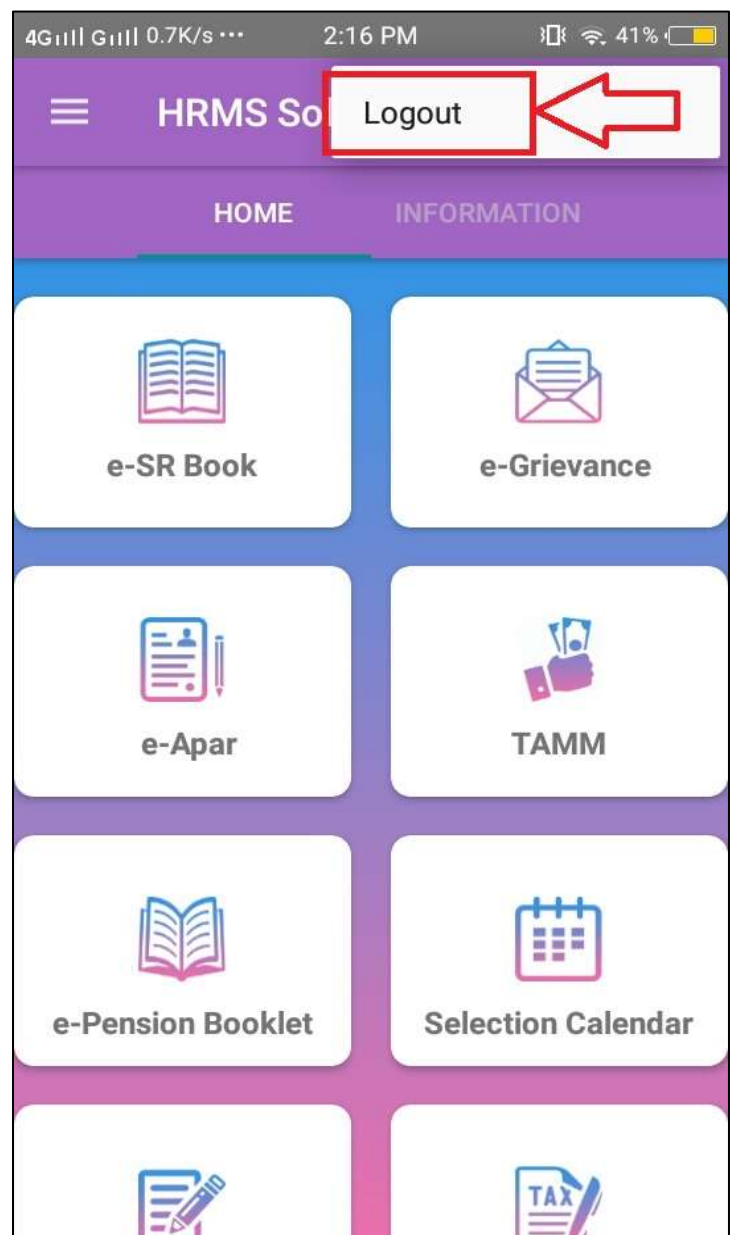 4G G 0.7K/s ··· 2:16 PM 41%
HRMS So Logout
HOME INFORMATION
e-SR Book e-Grievance
e-Apar TAMM
e-Pension Booklet Selection Calendar
TAX